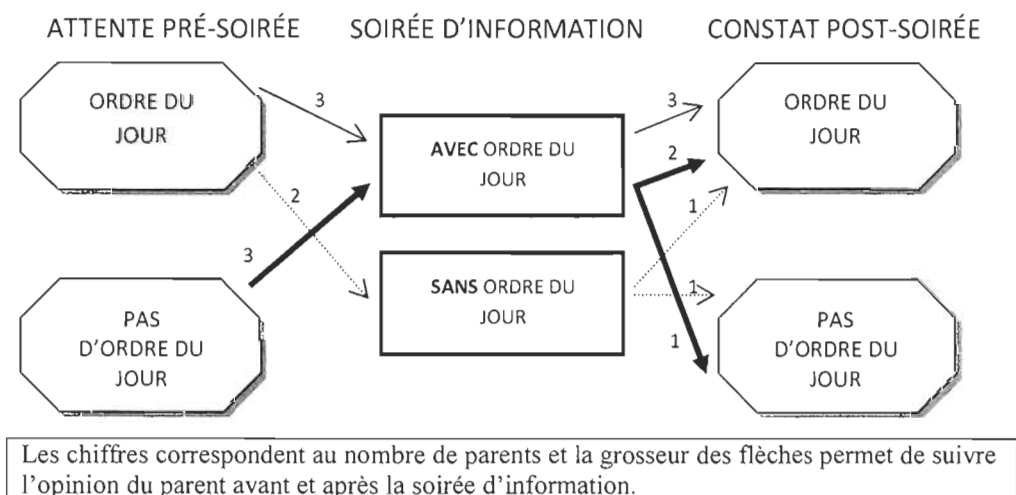 ATTENTE PRÉ-SOIRÉE
SOIRÉE D'INFORMATION
CONSTAT POST-SOIRÉE
ORDRE DU
JOUR
3
2
3
PAS
D'ORDRE DU
JOUR
AVEC ORDRE DU
JOUR
SANS ORDRE DU
JOUR
3
2
1
1
1
ORDRE DU
JOUR
PAS
D'ORDRE DU
JOUR
Les chiffres correspondent au nombre de parents et la grosseur des flèches permet de suivre
l'opinion du parent avant et après la soirée d'information.